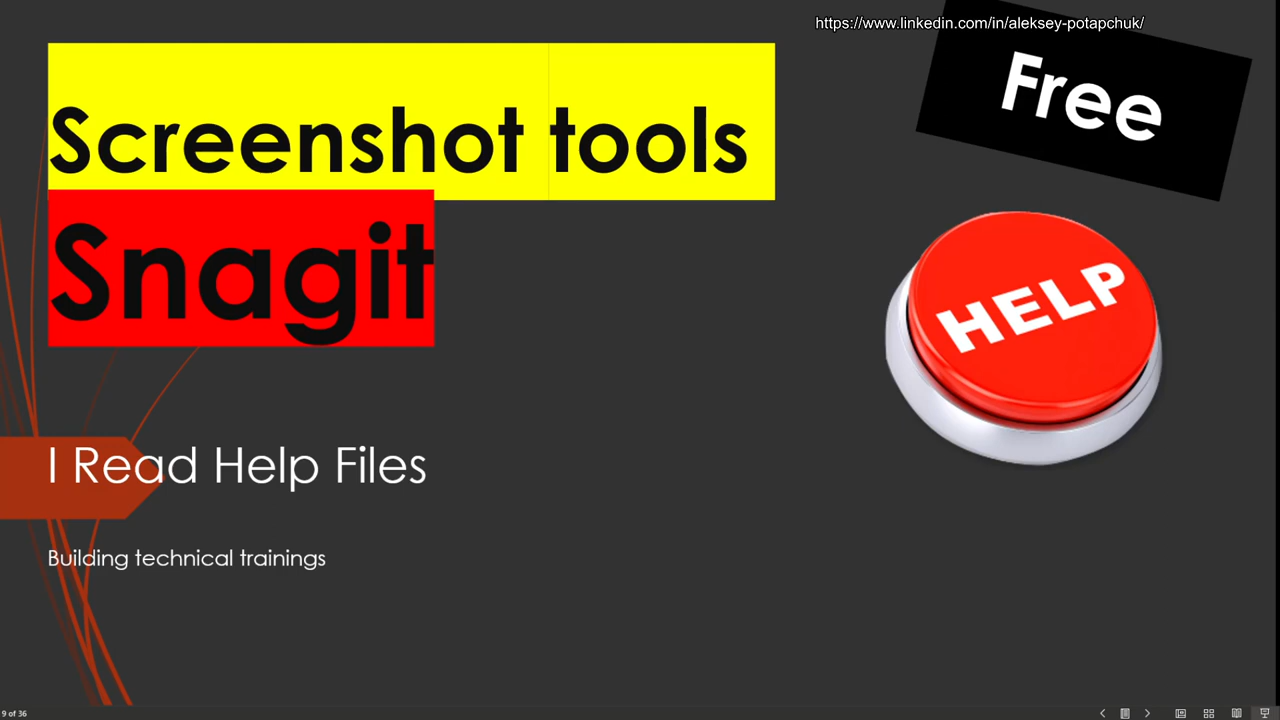 https://www.linkedin.com/in/aleksey-potapchuk/
Free
Screenshot tools
Snagit
HELP
I Read Help Files
Building technical trainings
9 of 36